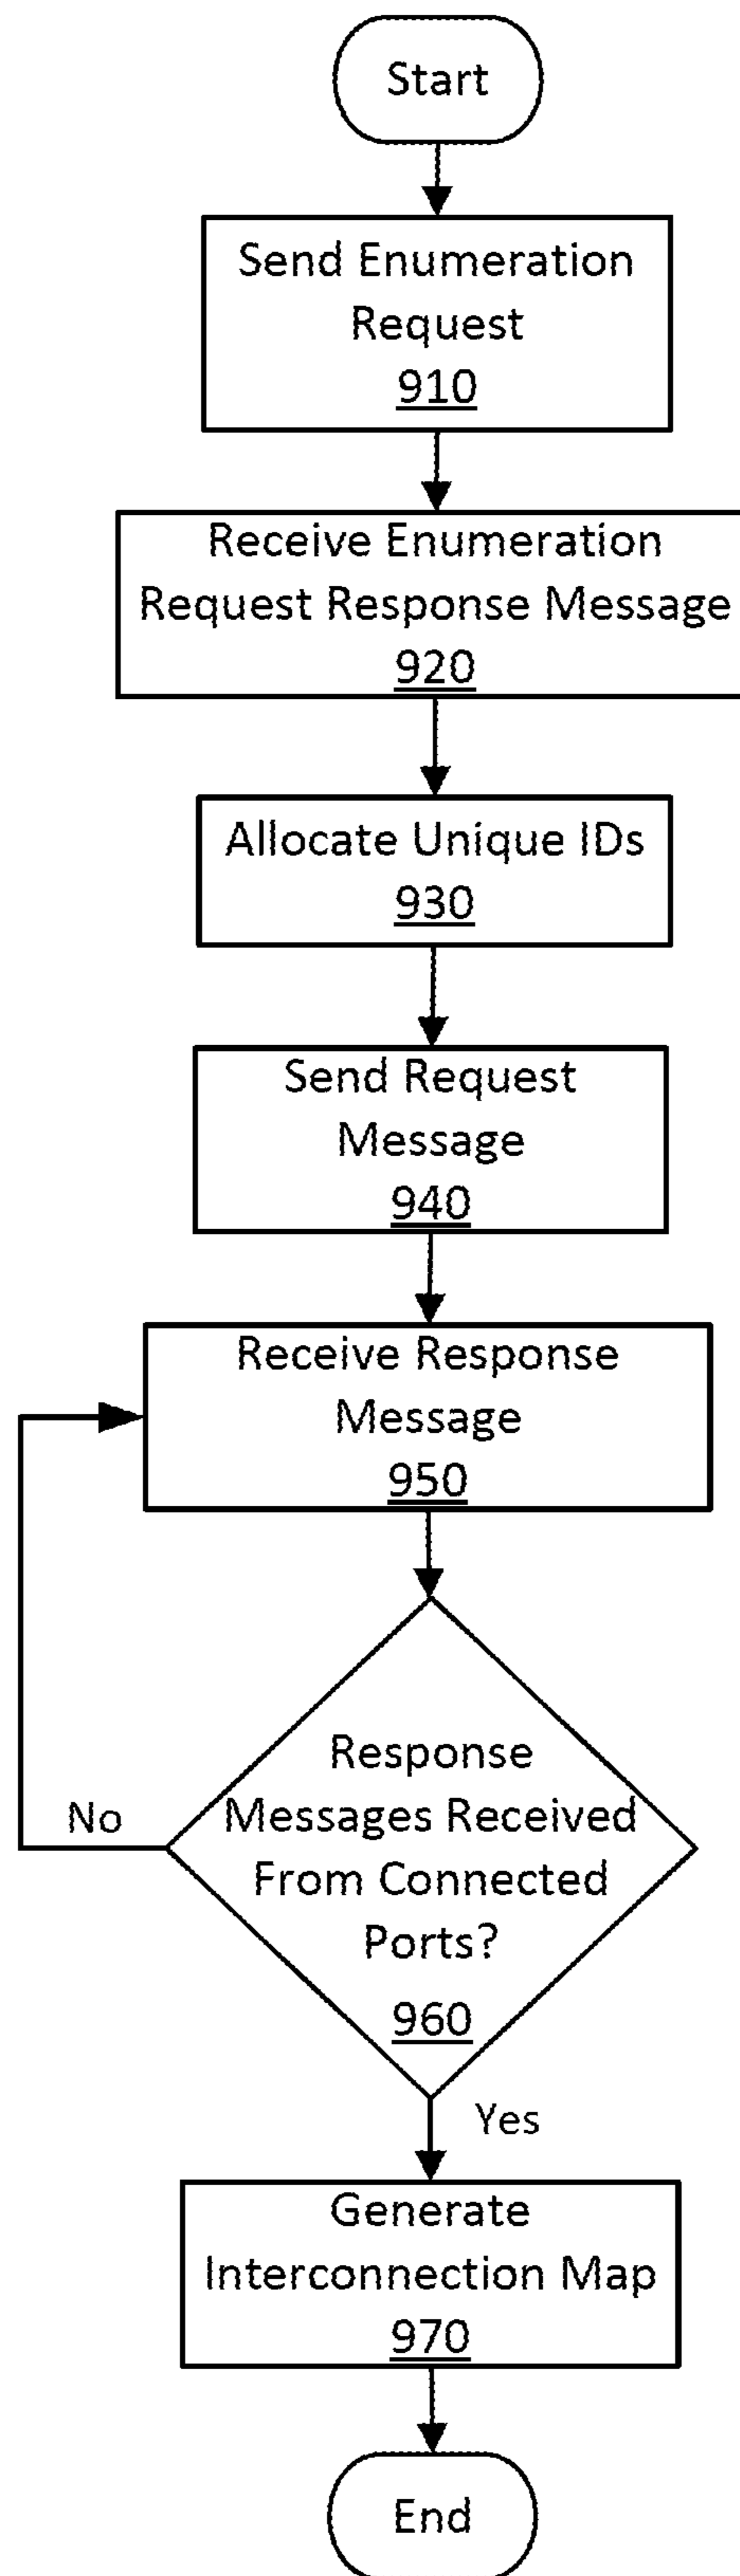 Start
Send Enumeration
Request
910
Receive Enumeration
Request Response Message
920
Allocate Unique IDs
930
Send Request
Message
940
Receive Response
Message
950
Response
Messages Received
From Connected
Ports?
960
No
Yes
Generate
Interconnection Map
970
End